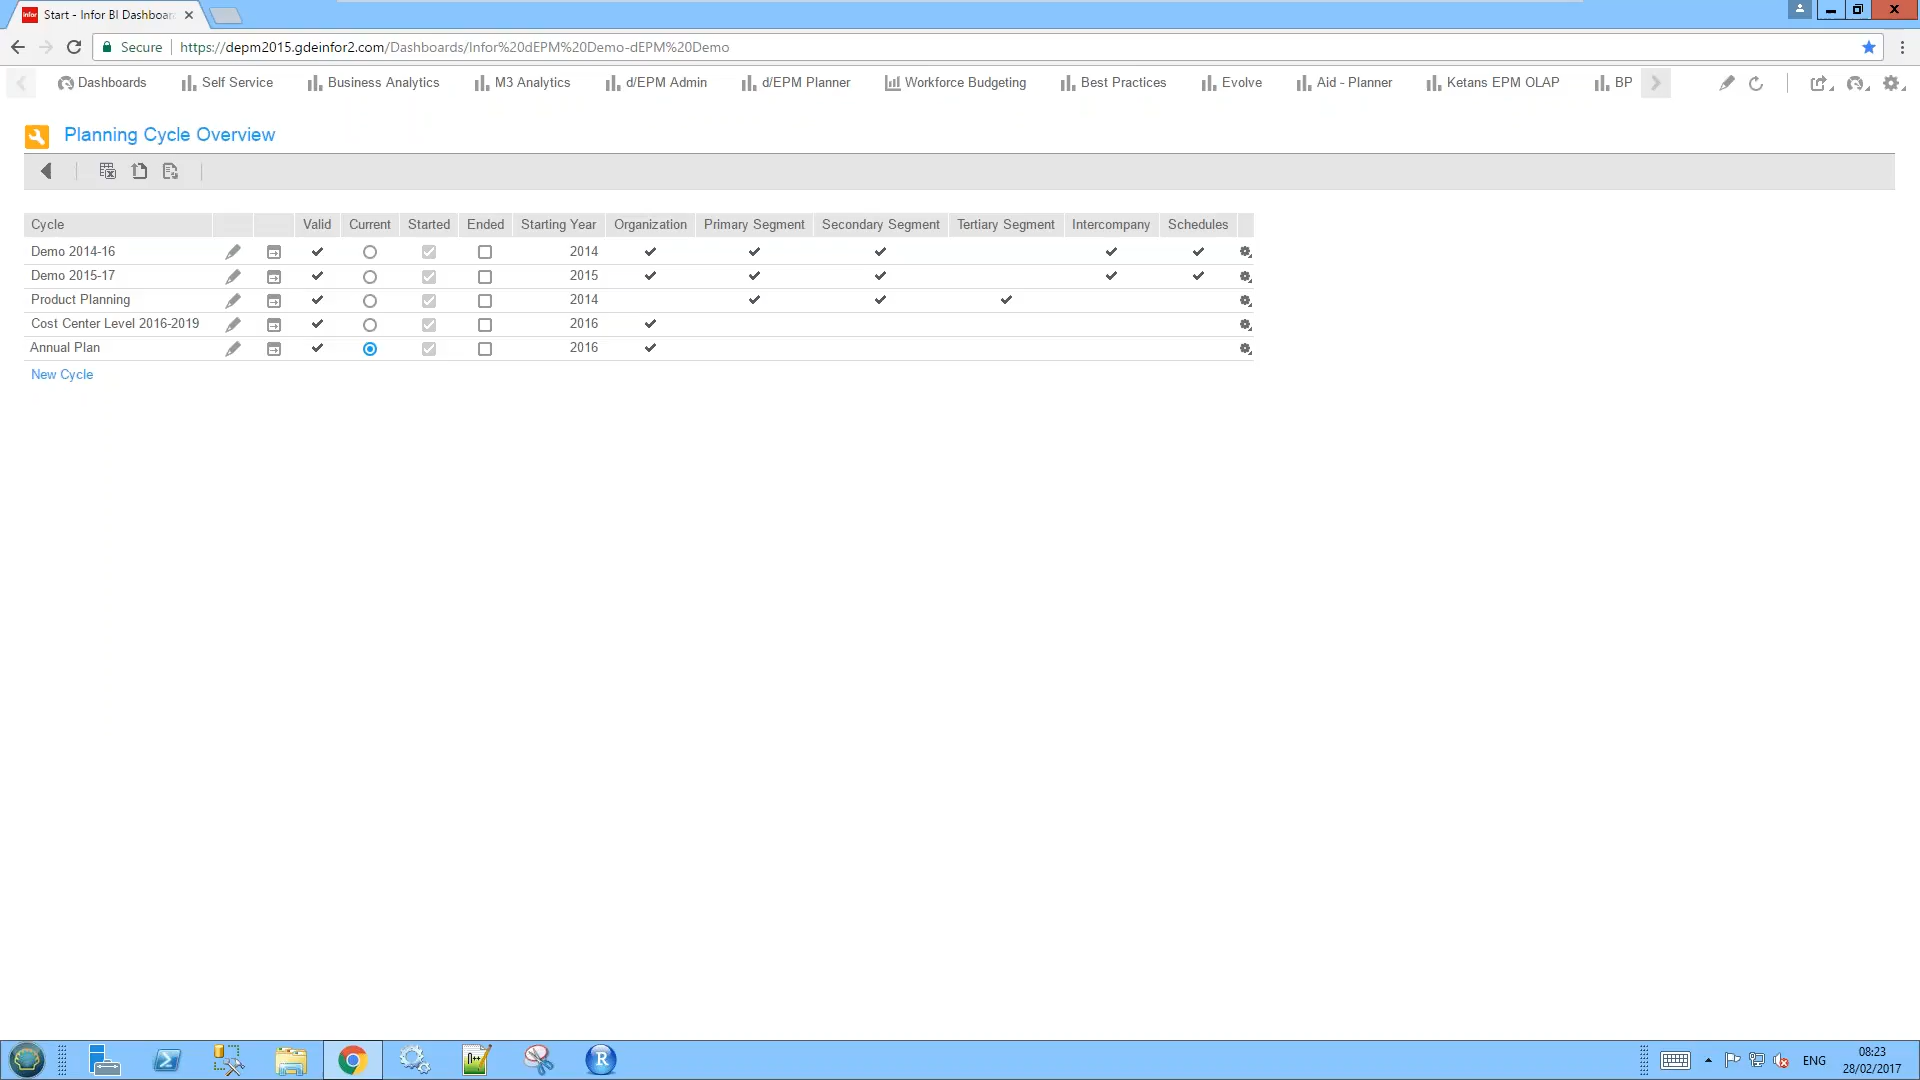 infor Start - Infor BI Dashboar
Secure https://depm2015.gdeinfor2.com/Dashboards/Infor%20dEPM%20Demo-dEPM%20Demo
Dashboards Self Service Business Analytics M3 Analytics d/EPM Admin d/EPM Planner Workforce Budgeting Best Practices Evolve Aid - Planner Ketans EPM OLAP BP
Planning Cycle Overview
Cycle Valid Current Started Ended Starting Year Organization Primary Segment Secondary Segment Tertiary Segment Intercompany Schedules
Demo 2014-16 2014
Demo 2015-17 2015
Product Planning 2014
Cost Center Level 2016-2019 2016
Annual Plan 2016
New Cycle
R ENG 08:23
28/02/2017